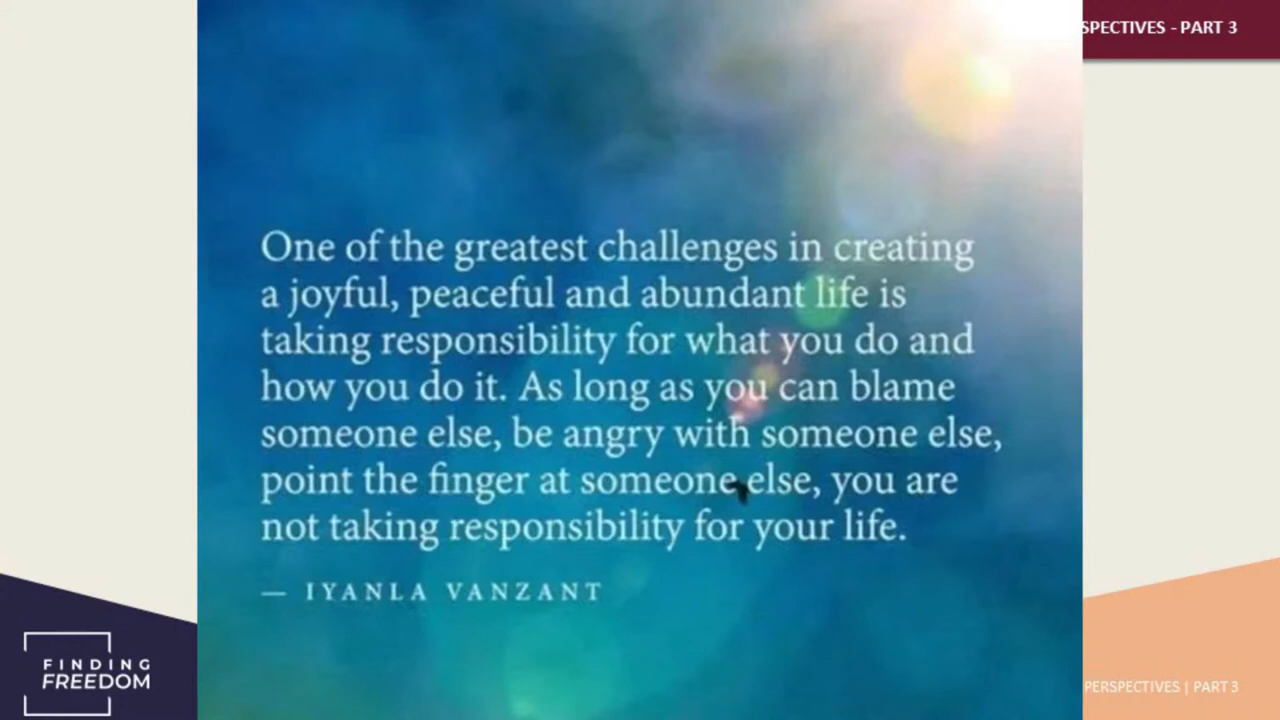 SPECTIVES - PART 3
One of the greatest challenges in creating
a joyful, peaceful and abundant life is
taking responsibility for what you do and
how you do it. As long as you can blame
someone else, be angry with someone else,
point the finger at someone else, you are
not taking responsibility for your life.
— IYANLA VANZANT
FINDING
FREEDOM
PERSPECTIVES | PART 3